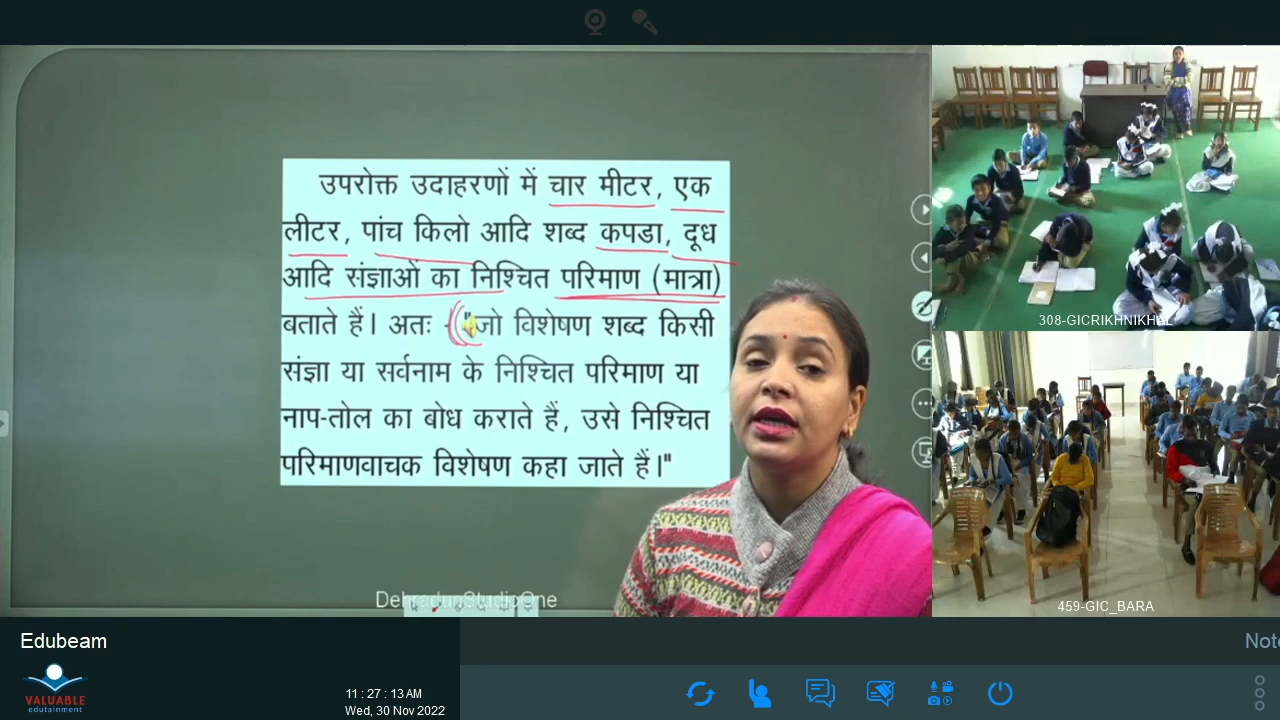 उपरोक्त उदाहरणों में चार मीटर, एक
लीटर, पांच किलो आदि शब्द कपडा, दूध
आदि संज्ञाओं का निश्चित परिमाण (मात्रा)
बताते हैं। अतः - "जो विशेषण शब्द किसी
संज्ञा या सर्वनाम के निश्चित परिमाण या
नाप-तोल का बोध कराते हैं, उसे निश्चित
परिमाणवाचक विशेषण कहा जाते हैं।"
DehradunStudioOne
308-GICRIKHNIKHAL
459-GIC_BARA
Edubeam
VALUABLE
edutainment
11 : 27 : 13 AM
Wed, 30 Nov 2022